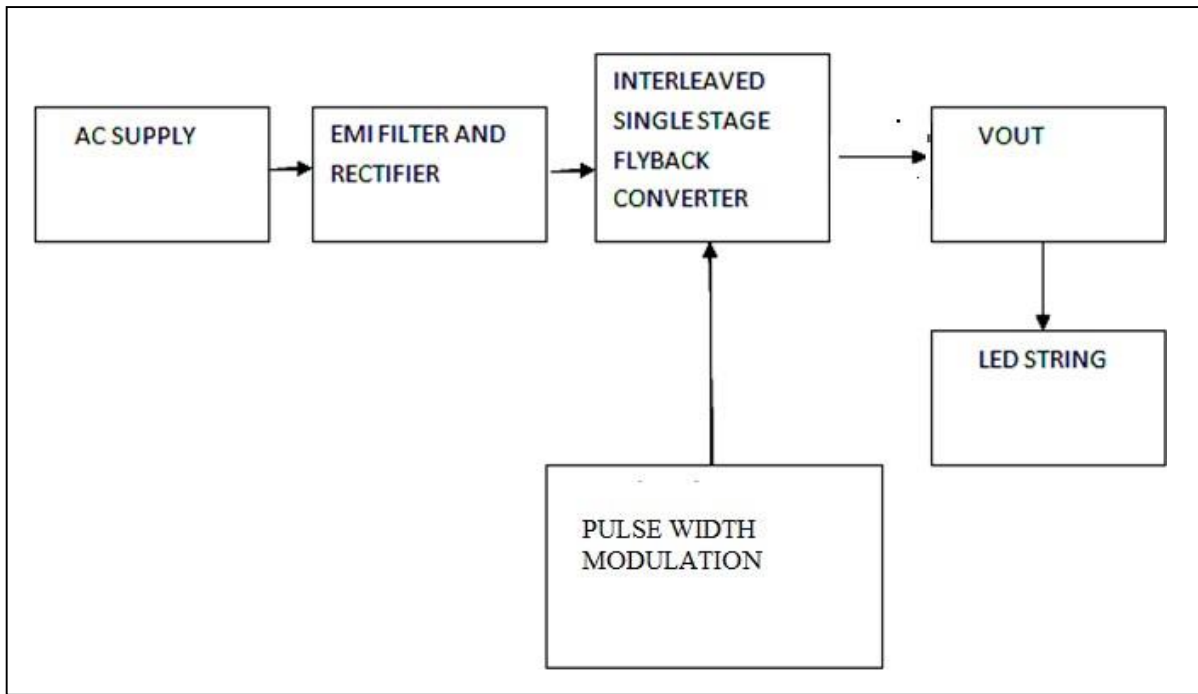 AC SUPPLY
EMI FILTER AND
RECTIFIER
INTERLEAVED
SINGLE STAGE
FLYBACK
CONVERTER
VOUT
LED STRING
PULSE WIDTH
MODULATION